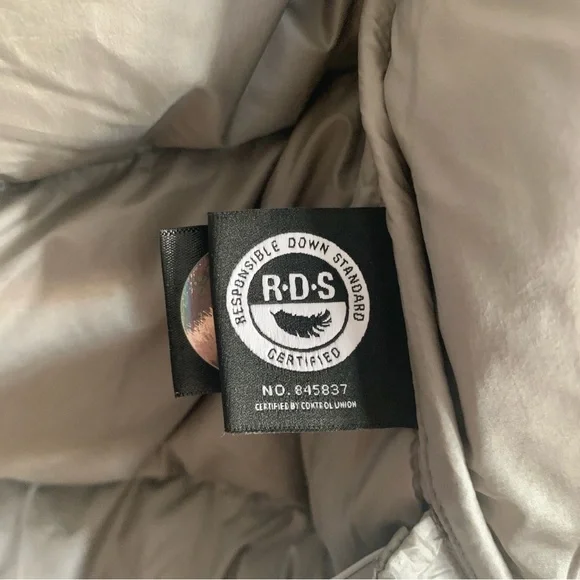 RESPONSIBLE DOWN STANDARD
R·D·S
CERTIFIED
NO. 845837
CERTIFIED BY CONTROL UNION